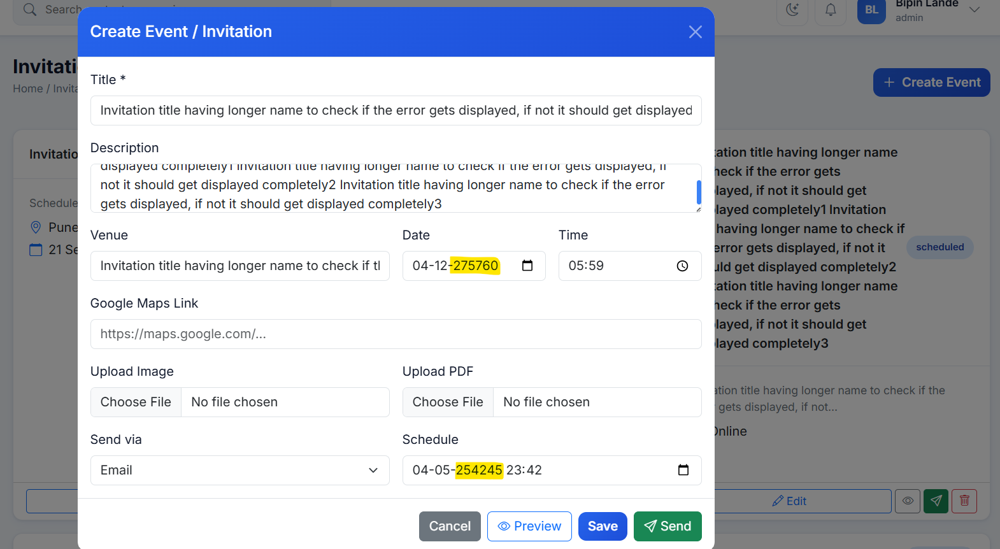 Search
Bipin Lande
BL
admin
Create Event / Invitation
Invitati
Home / Invita
Create Event
Title *
Invitation title having longer name to check if the error gets displayed, if not it should get displayed
Description
displayed completely1 Invitation title having longer name to check if the error gets displayed, if
not it should get displayed completely2 Invitation title having longer name to check if the error
gets displayed, if not it should get displayed completely3
Venue
Date
Time
Invitation title having longer name to check if tl
04-12-275760
05:59
Google Maps Link
https://maps.google.com/...
Upload Image
Upload PDF
Choose File
No file chosen
Choose File
No file chosen
Send via
Schedule
Email
04-05-254245 23:42
Cancel
Preview
Save
Send
Invitatio
Schedule
Pune
21 Se
tation title having longer name
heck if the error gets
layed, if not it should get
layed completely1 Invitation
having longer name to check if
error gets displayed, if not it
uld get displayed completely2
tation title having longer name
heck if the error gets
layed, if not it should get
layed completely3
scheduled
ation title having longer name to check if the
gets displayed, if not...
Online
Edit